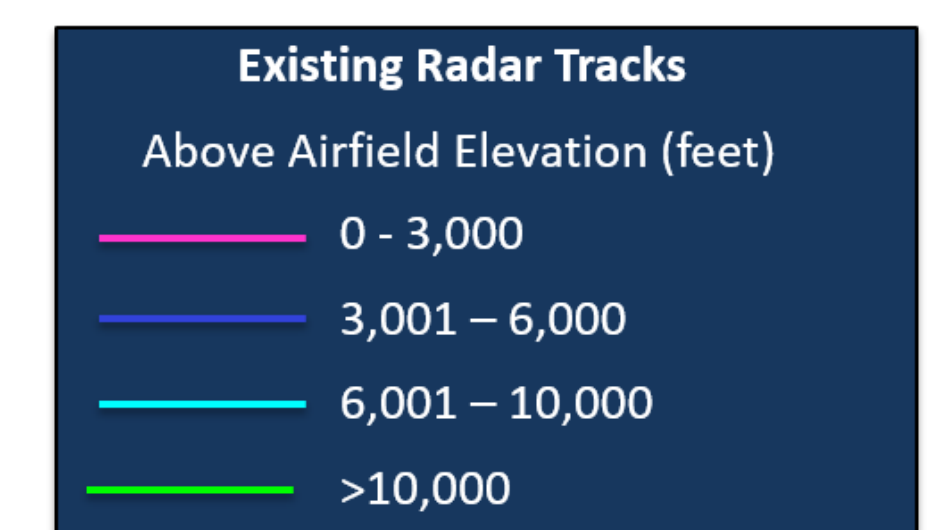 Existing Radar Tracks
Above Airfield Elevation (feet)
0 - 3,000
3,001 – 6,000
6,001 – 10,000
>10,000